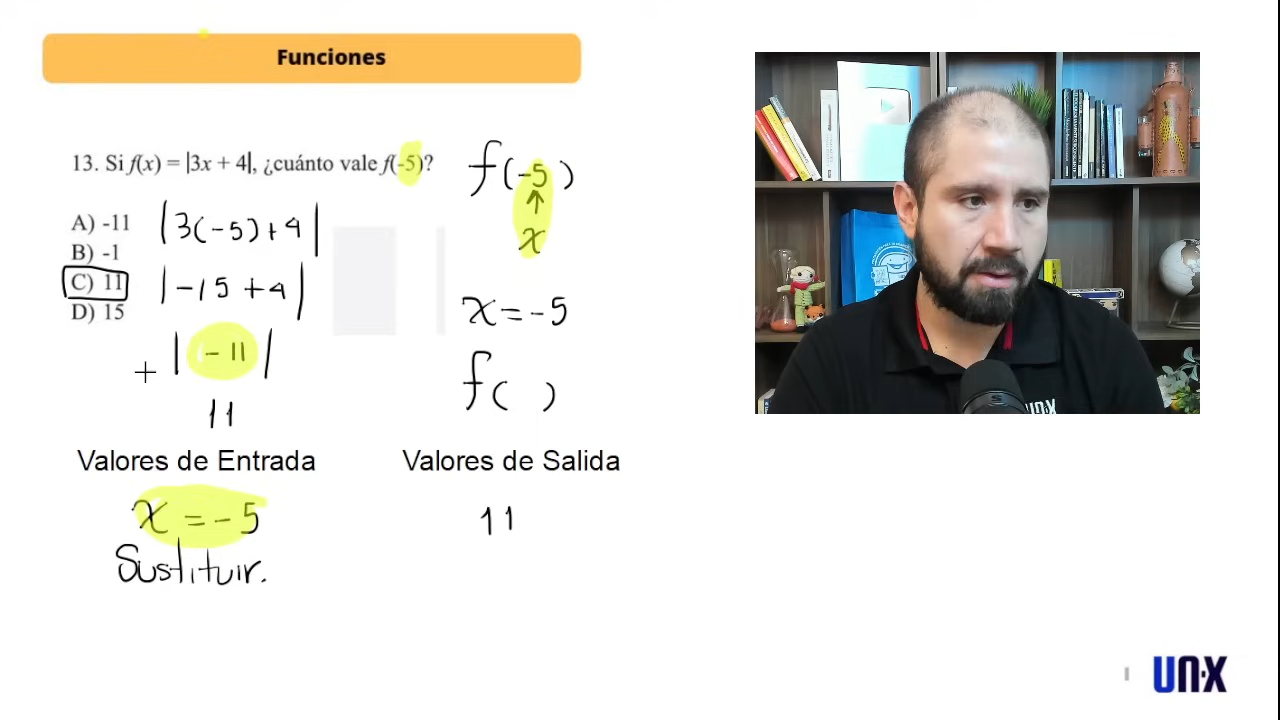 Funciones
13. Si f(x) = |3x + 4|, ¿cuánto vale f(-5)?
A) -11
B) -1
C) 11
D) 15
|3(-5)+4|
|-15+4|
+ |-11|
11
f(-5)
↑
x
x=-5
f( )
Valores de Entrada
x=-5
Sustituir.
Valores de Salida
11
UNX
UNX